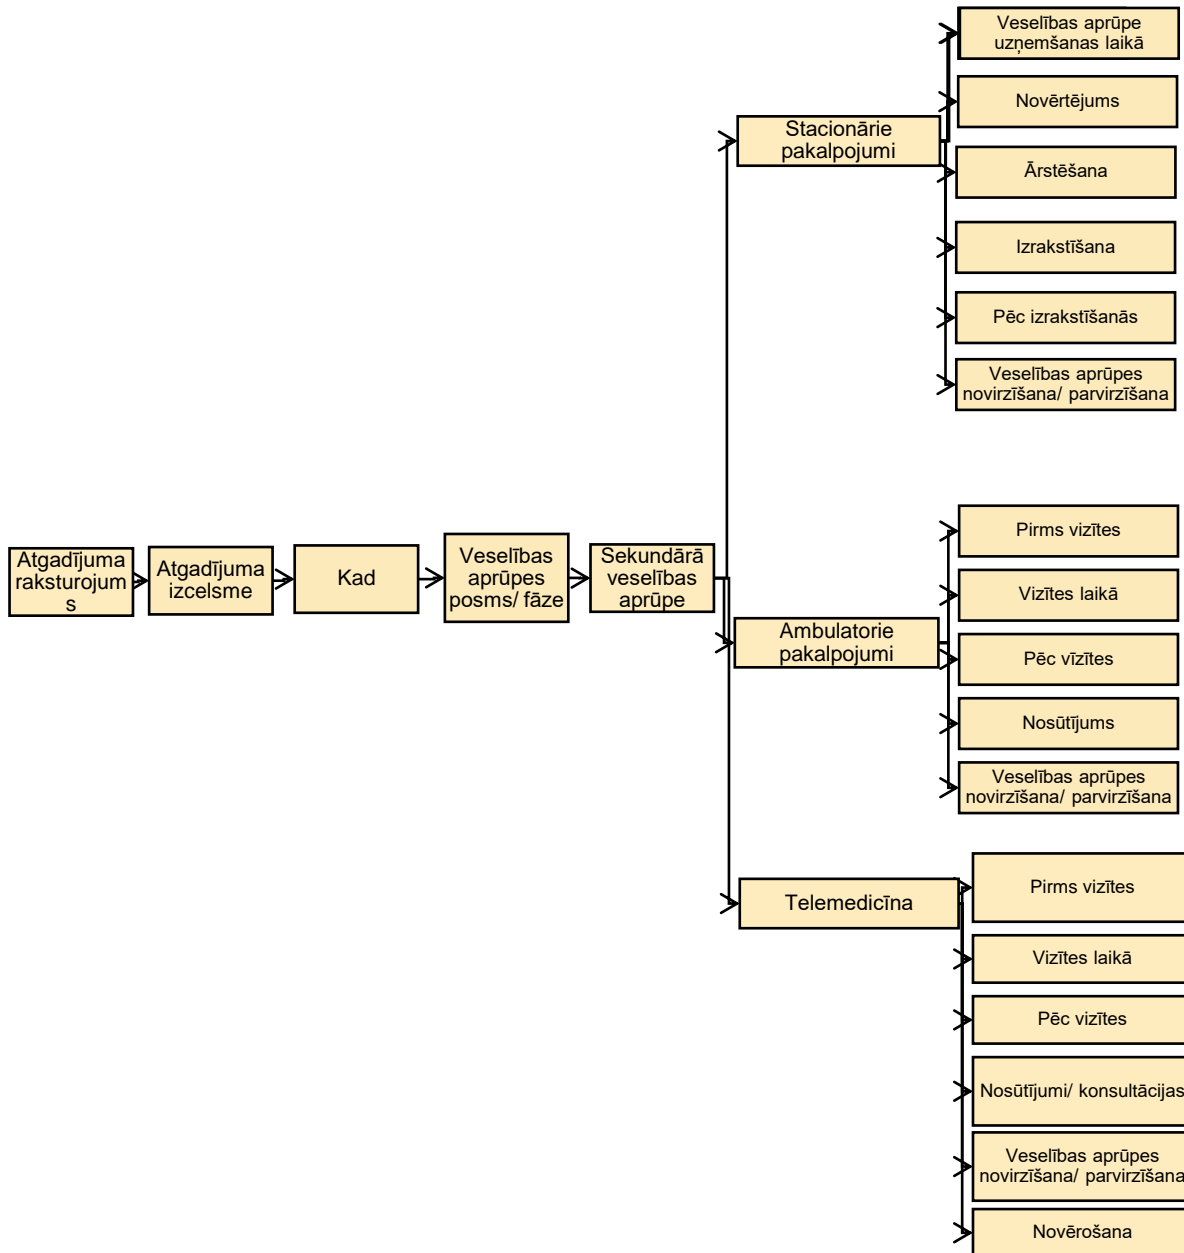 Atgadījuma
raksturojum
s
Atgadījuma
izcelsme
Kad
Veselības
aprūpes
posms/ fāze
Sekundārā
veselības
aprūpe
Stacionārie
pakalpojumi
Veselības aprūpe
uzņemšanas laikā
Novērtējums
Ārstēšana
Izrakstīšana
Pēc izrakstīšanās
Veselības aprūpes
novirzīšana/ parvirzīšana
Ambulatorie
pakalpojumi
Pirms vizītes
Vizītes laikā
Pēc vīzītes
Nosūtījums
Veselības aprūpes
novirzīšana/ parvirzīšana
Telemedicīna
Pirms vizītes
Vizītes laikā
Pēc vizītes
Nosūtījumi/ konsultācijas
Veselības aprūpes
novirzīšana/ parvirzīšana
Novērošana